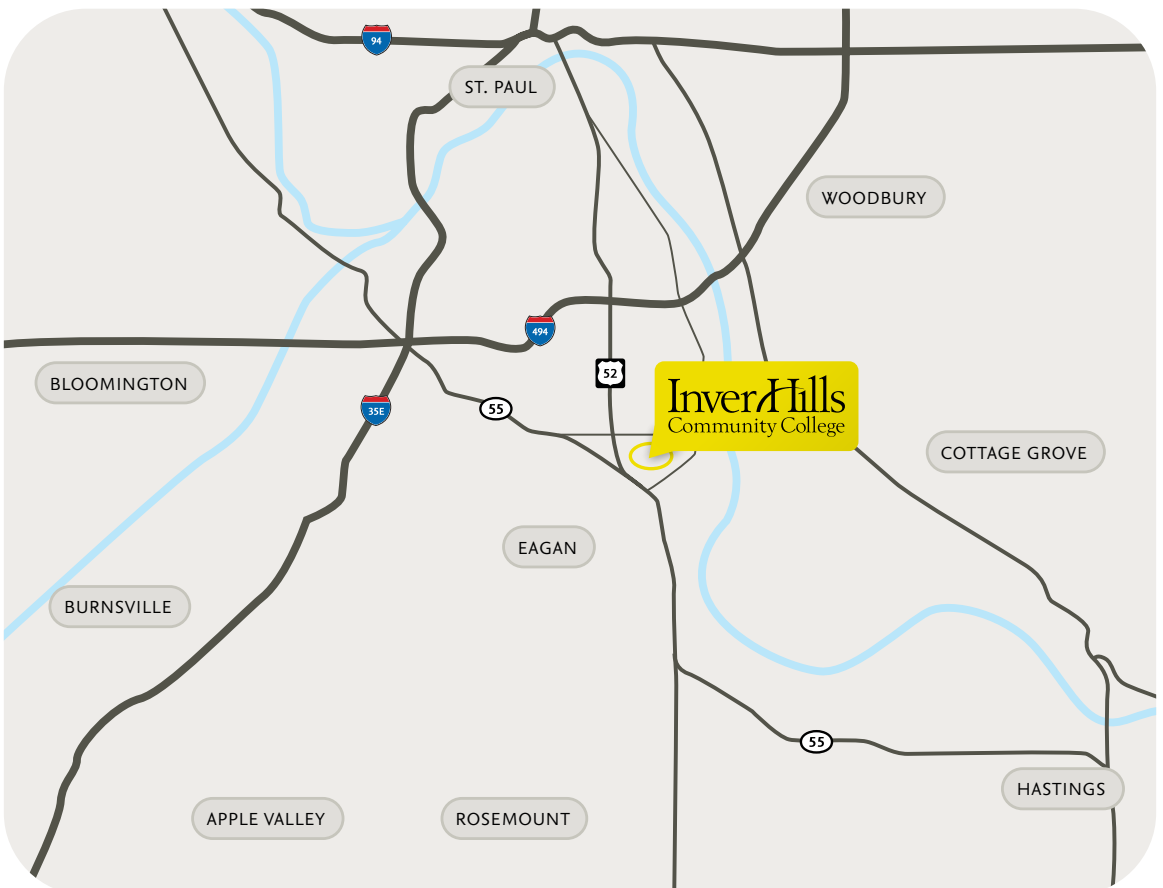 94
ST. PAUL
WOODBURY
494
52
BLOOMINGTON
Inver Hills
Community College
35E
55
COTTAGE GROVE
EAGAN
BURNSVILLE
55
HASTINGS
APPLE VALLEY
ROSEMOUNT